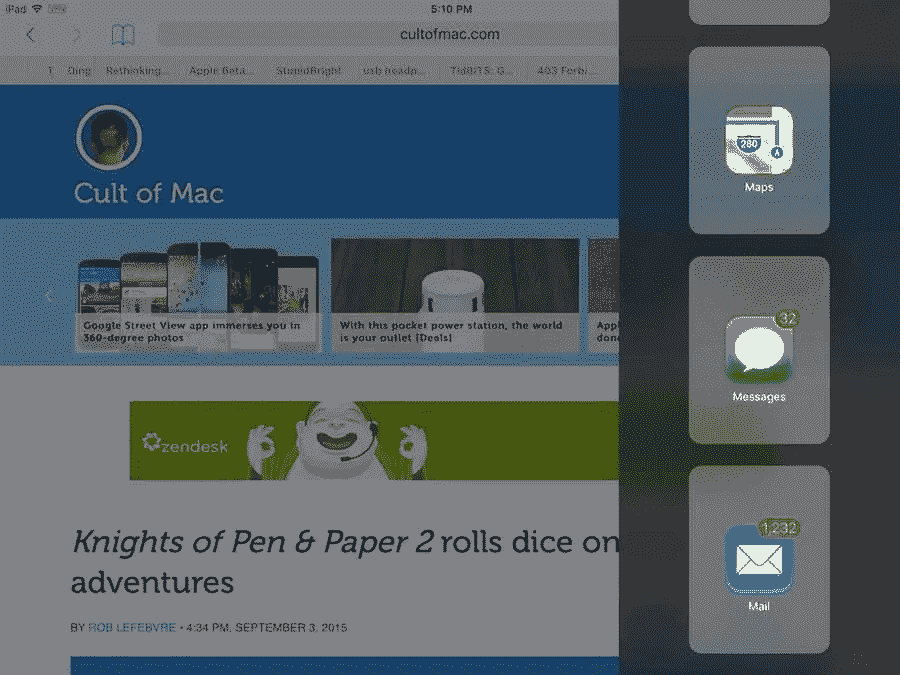 iPad
VPN
5:10 PM
cultofmac.com
T Ding Rethinking... Apple Beta... StupidBright usb headp... TidBITS: G... 403 Forbi...
Cult of Mac
Google Street View app immerses you in
360-degree photos
With this pocket power station, the world
is your outlet [Deals]
Appl
done
zendesk
Knights of Pen & Paper 2 rolls dice on
adventures
BY ROB LEFEBVRE • 4:34 PM, SEPTEMBER 3, 2015
280
Maps
32
Messages
1,232
Mail